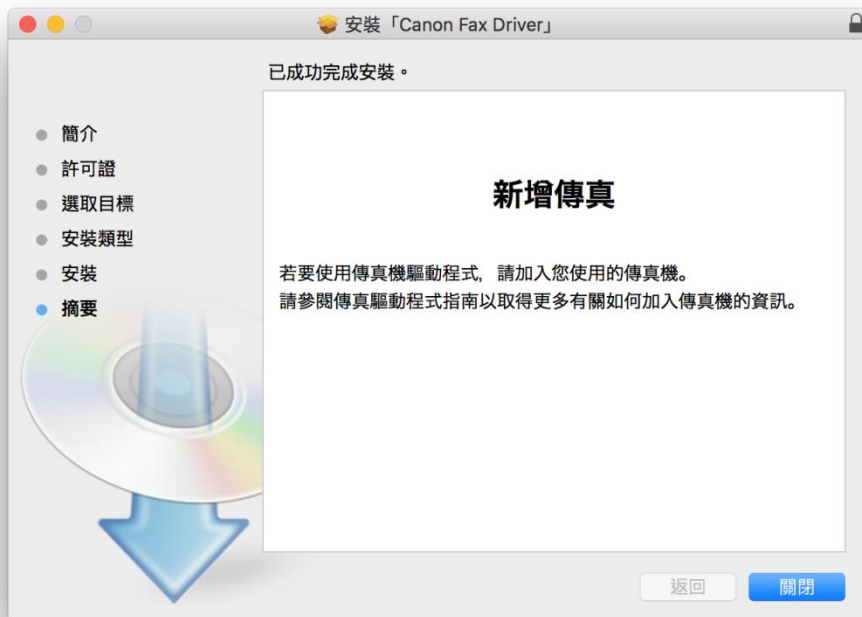 安裝「Canon Fax Driver」
已成功完成安裝。
簡介
許可證
選取目標
安裝類型
安裝
摘要
新增傳真
若要使用傳真機驅動程式，請加入您使用的傳真機。
請參閱傳真驅動程式指南以取得更多有關如何加入傳真機的資訊。
返回
關閉